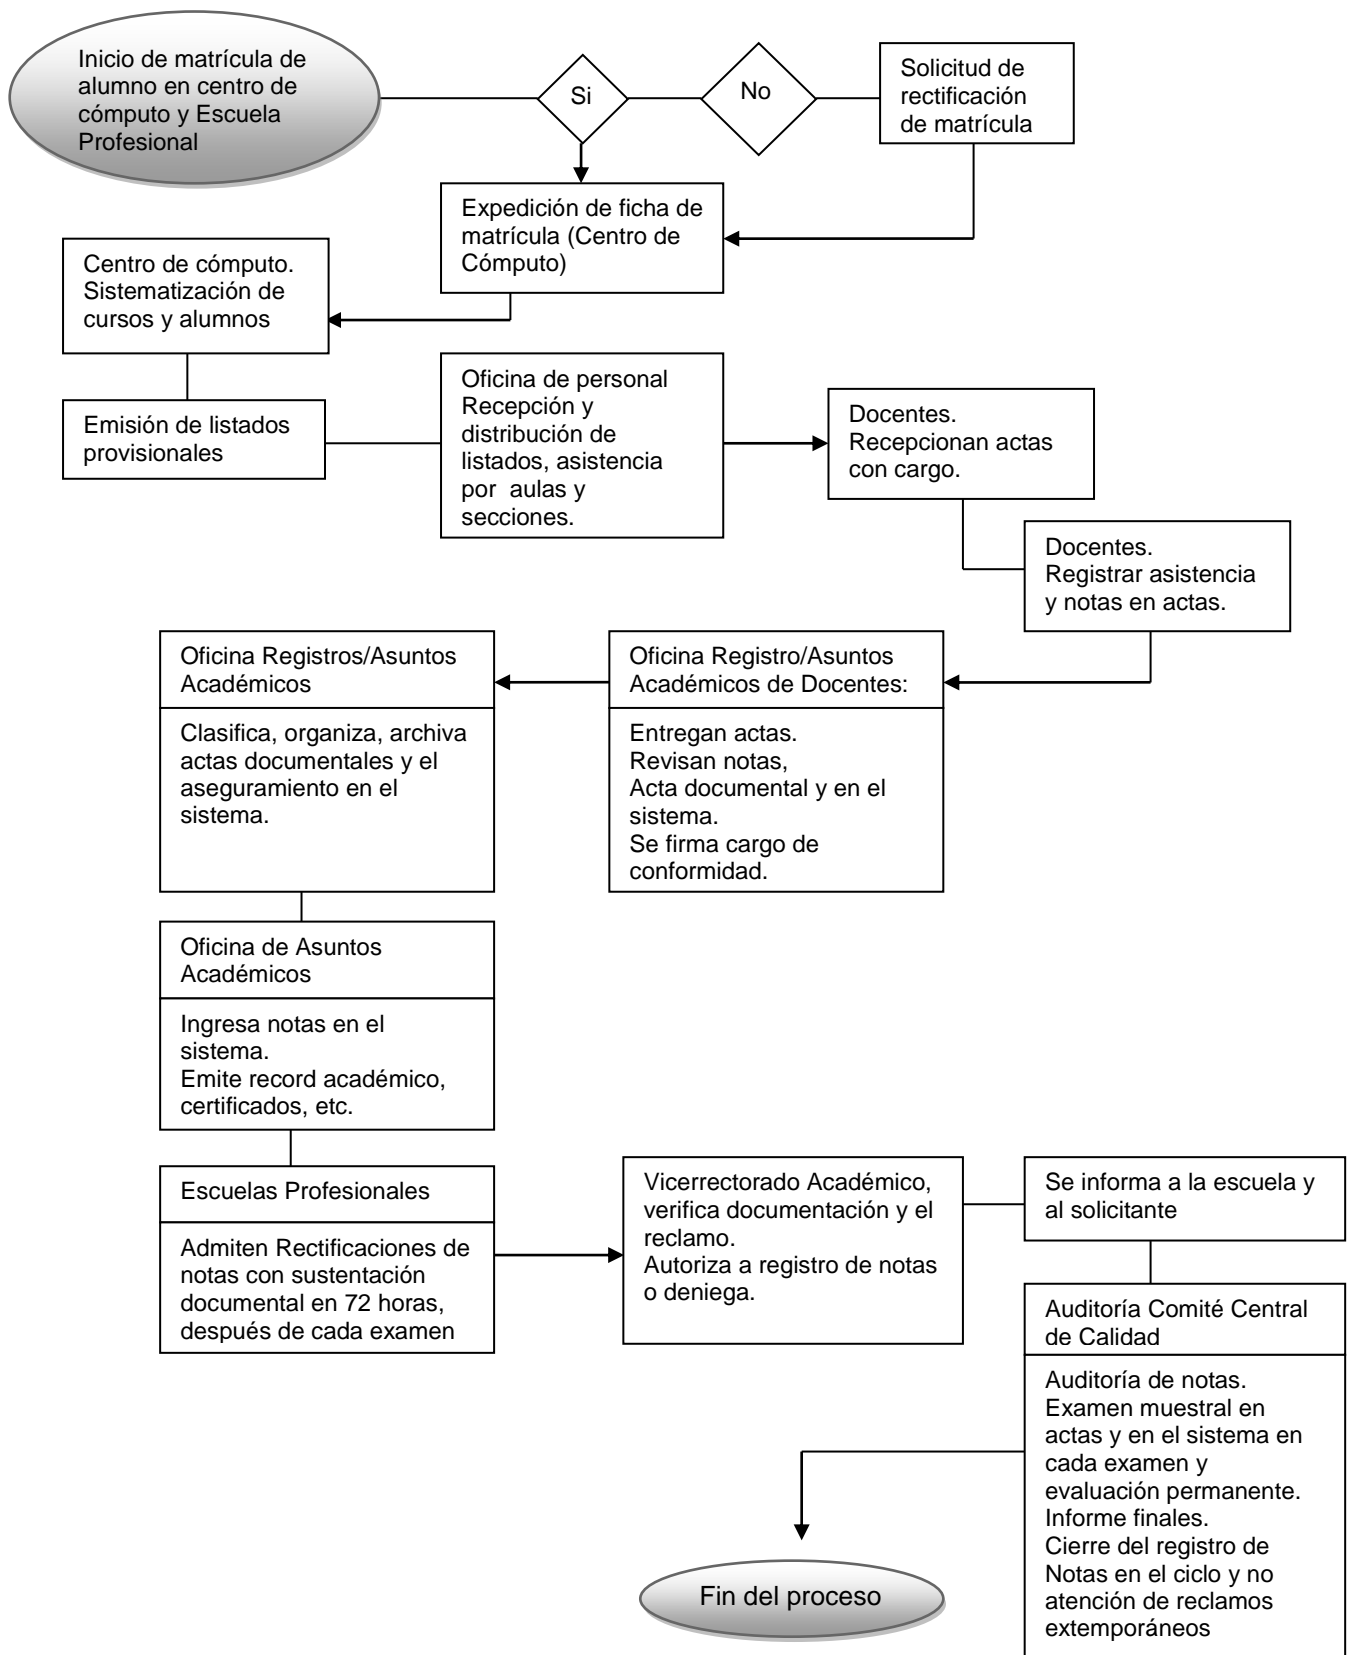 Inicio de matrícula de
alumno en centro de
cómputo y Escuela
Profesional
Si
No
Solicitud de
rectificación
de matrícula
Expedición de ficha de
matrícula (Centro de
Cómputo)
Centro de cómputo.
Sistematización de
cursos y alumnos
Emisión de listados
provisionales
Oficina de personal
Recepción y
distribución de
listados, asistencia
por aulas y
secciones.
Docentes.
Recepcionan actas
con cargo.
Docentes.
Registrar asistencia
y notas en actas.
Oficina Registro/Asuntos
Académicos de Docentes:
Entregan actas.
Revisan notas,
Acta documental y en el
sistema.
Se firma cargo de
conformidad.
Oficina Registros/Asuntos
Académicos
Clasifica, organiza, archiva
actas documentales y el
aseguramiento en el
sistema.
Oficina de Asuntos
Académicos
Ingresa notas en el
sistema.
Emite record académico,
certificados, etc.
Escuelas Profesionales
Admiten Rectificaciones de
notas con sustentación
documental en 72 horas,
después de cada examen
Vicerrectorado Académico,
verifica documentación y el
reclamo.
Autoriza a registro de notas
o deniega.
Se informa a la escuela y
al solicitante
Auditoría Comité Central
de Calidad
Auditoría de notas.
Examen muestral en
actas y en el sistema en
cada examen y
evaluación permanente.
Informe finales.
Cierre del registro de
Notas en el ciclo y no
atención de reclamos
extemporáneos
Fin del proceso